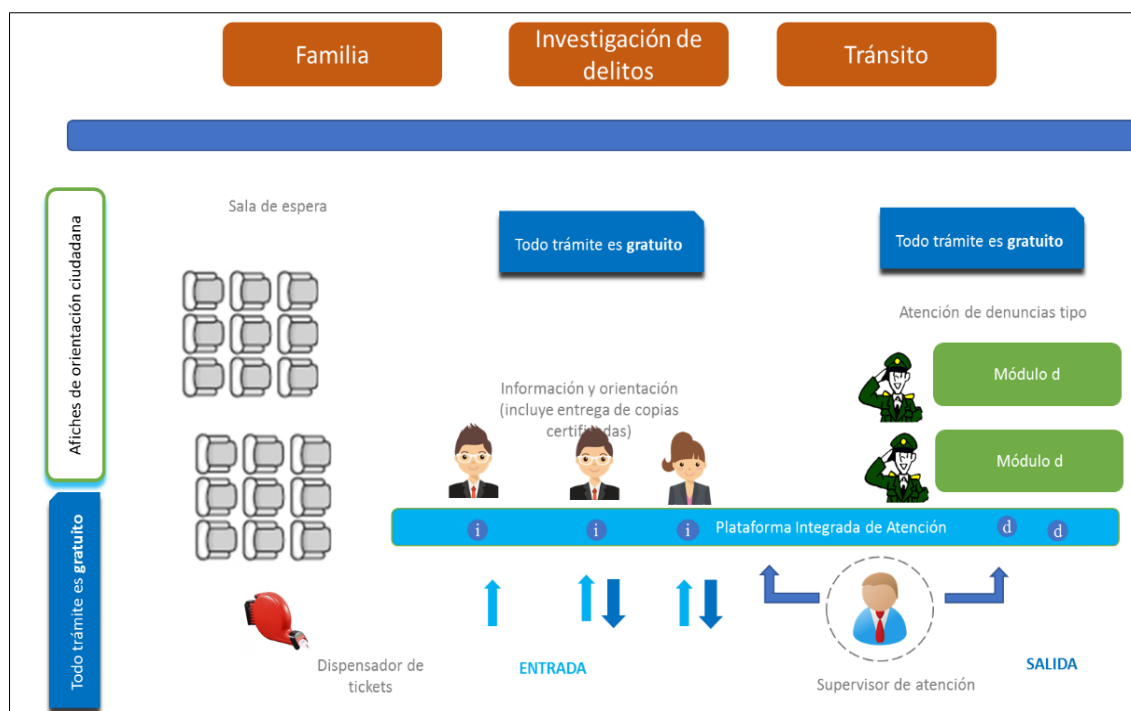 Familia
Investigación de
delitos
Tránsito
Afiches de orientación ciudadana
Sala de espera
Todo trámite es gratuito
Todo trámite es gratuito
Atención de denuncias tipo
Módulo d
Información y orientación
(incluye entrega de copias
certificadas)
Módulo d
Todo trámite es gratuito
i
i
i
Plataforma Integrada de Atención
d
d
Dispensador de
tickets
ENTRADA
Supervisor de atención
SALIDA